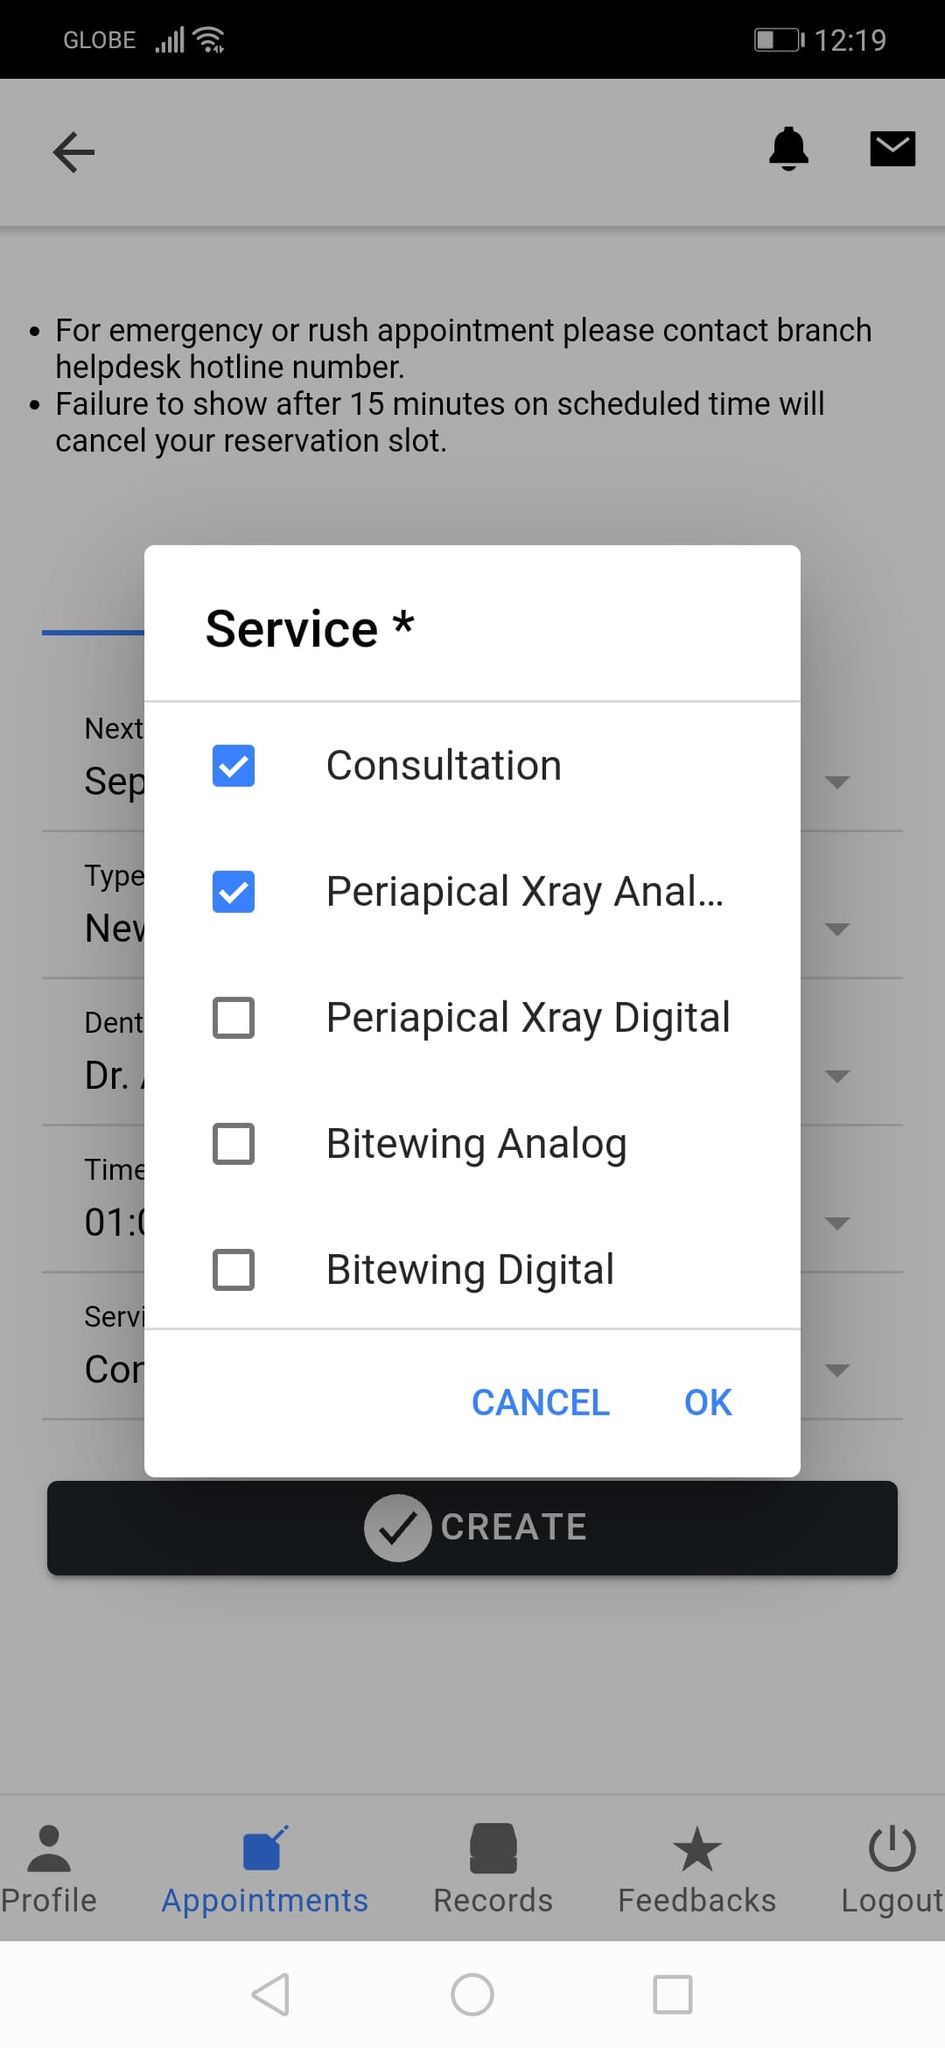 GLOBE 12:19
• For emergency or rush appointment please contact branch
helpdesk hotline number.
• Failure to show after 15 minutes on scheduled time will
cancel your reservation slot.
Service *
Next
Sep
Consultation
Type
Periapical Xray Anal...
Dent
Periapical Xray Digital
Dr.
Bitewing Analog
Time
01:
Bitewing Digital
Servi
CANCEL OK
CREATE
Profile Appointments Records Feedbacks Logout